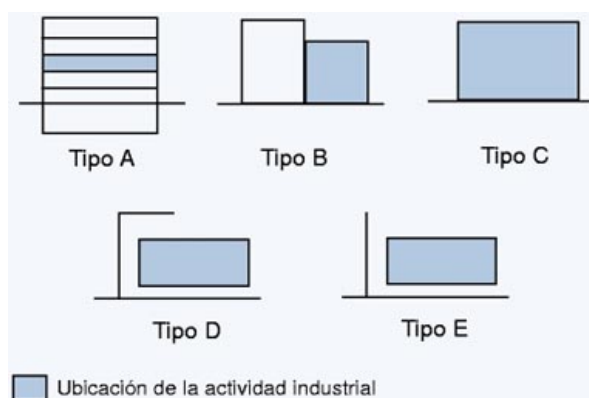 Tipo A
Tipo B
Tipo C
Tipo D
Tipo E
Ubicación de la actividad industrial